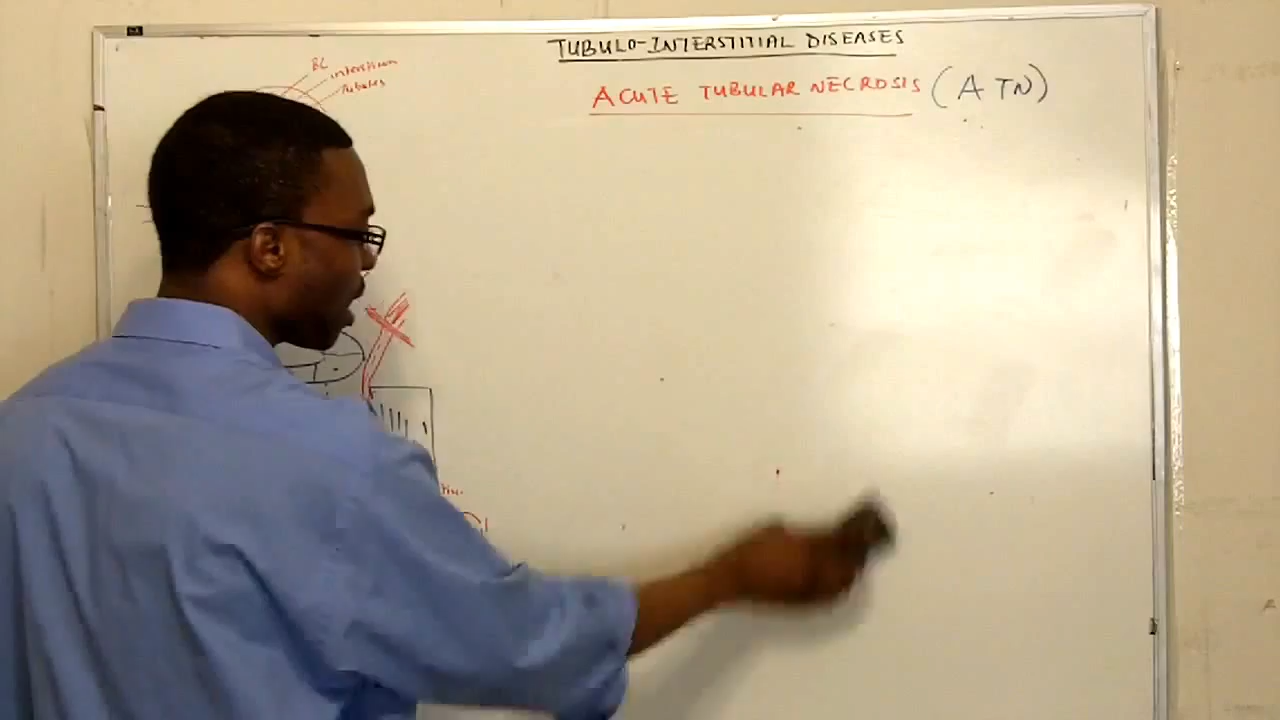 TUBULO-INTERSTITIAL DISEASES
ACUTE TUBULAR NECROSIS (ATN)
BC
interstitium
tubules